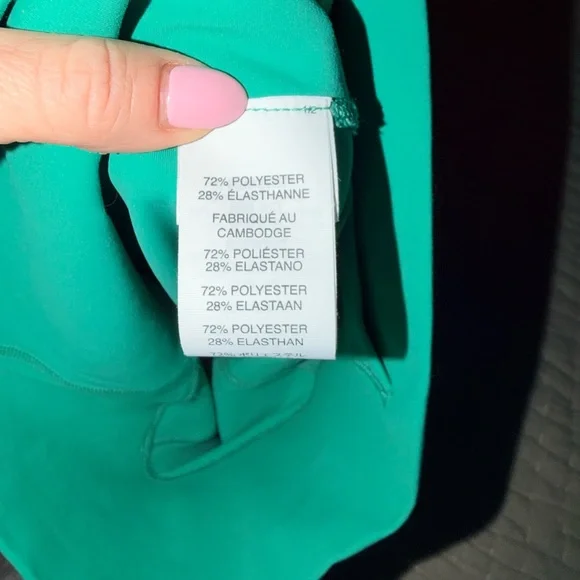 72% POLYESTER
28% ÉLASTHANNE
FABRIQUÉ AU
CAMBODGE
72% POLIÉSTER
28% ELASTANO
72% POLYESTER
28% ELASTAAN
72% POLYESTER
28% ELASTHAN